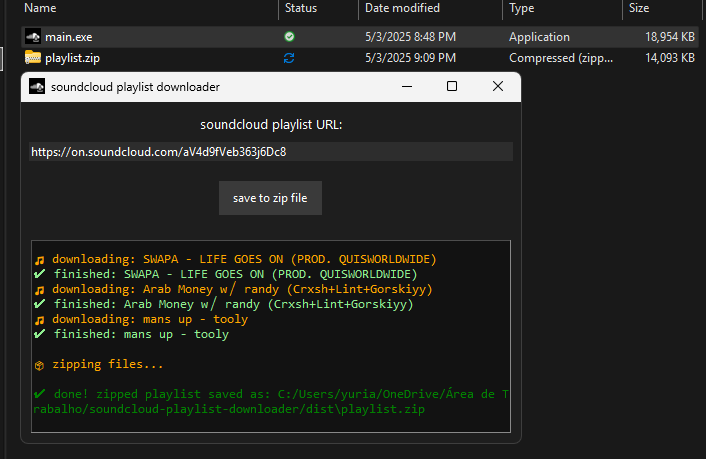 Name Status Date modified Type Size
main.exe 5/3/2025 8:48 PM Application 18,954 KB
playlist.zip 5/3/2025 9:09 PM Compressed (zipp... 14,093 KB
soundcloud playlist downloader
soundcloud playlist URL:
https://on.soundcloud.com/aV4d9fVeb363j6Dc8
save to zip file
🎵 downloading: SWAPA - LIFE GOES ON (PROD. QUISWORLDWIDE)
✔ finished: SWAPA - LIFE GOES ON (PROD. QUISWORLDWIDE)
🎵 downloading: Arab Money w/ randy (Crxsh+Lint+Gorskiyy)
✔ finished: Arab Money w/ randy (Crxsh+Lint+Gorskiyy)
🎵 downloading: mans up - tooly
✔ finished: mans up - tooly
📦 zipping files...
✔ done! zipped playlist saved as: C:/Users/yuria/OneDrive/Área de T
rabalho/soundcloud-playlist-downloader/dist\playlist.zip